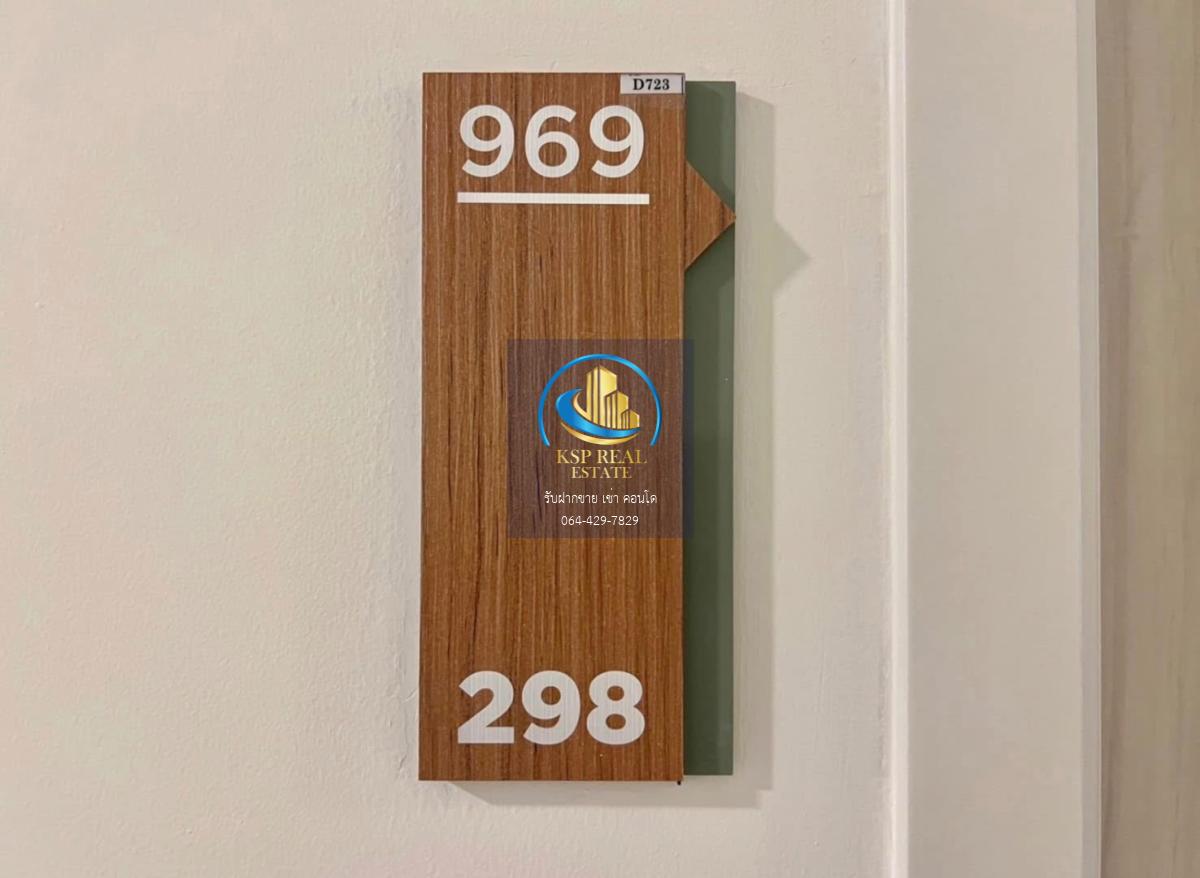 D723
969
KSP REAL
ESTATE
รับฝากขาย เช่า คอนโด
064-429-7829
298